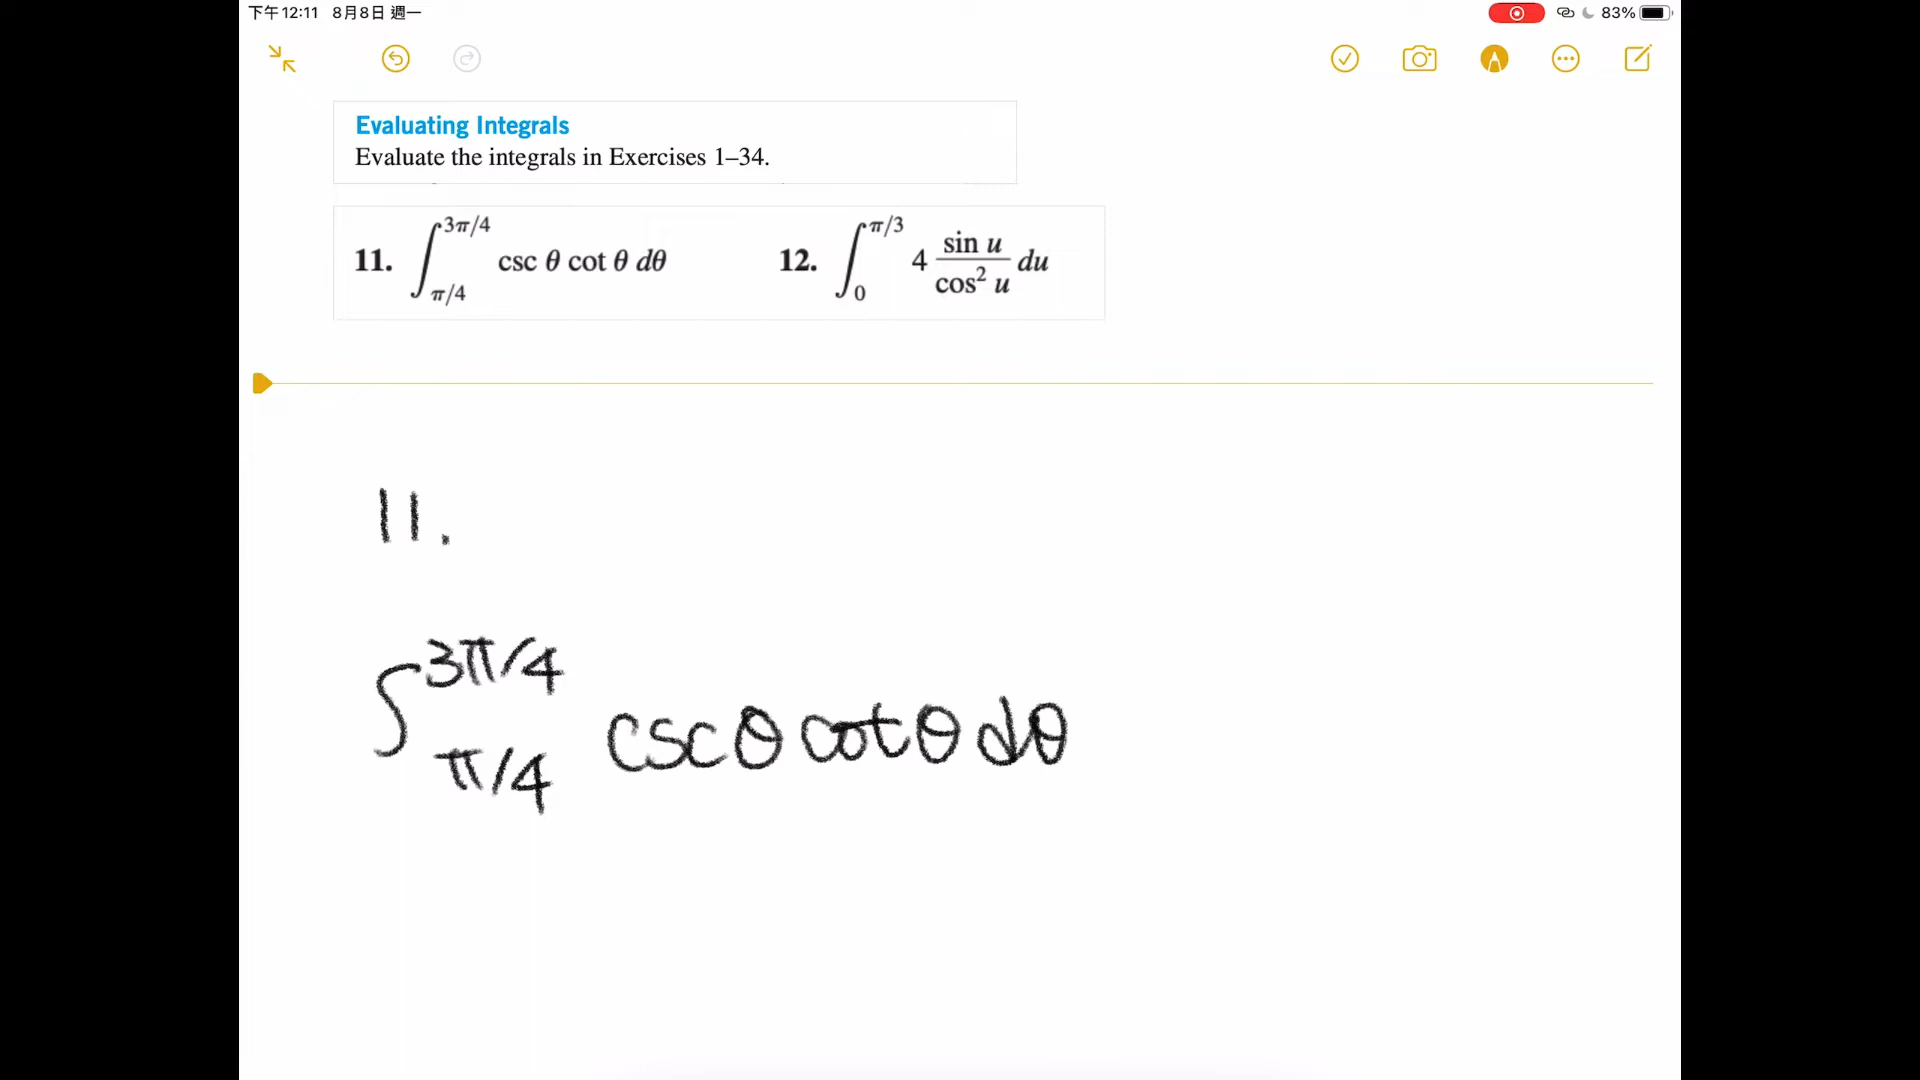 下午12:11 8月8日 週一 83%
Evaluating Integrals
Evaluate the integrals in Exercises 1–34.
11. ∫_{π/4}^{3π/4} csc θ cot θ dθ 12. ∫_{0}^{π/3} 4 \frac{sin u}{cos² u} du
11.
∫_{π/4}^{3π/4} cscθ cotθ dθ